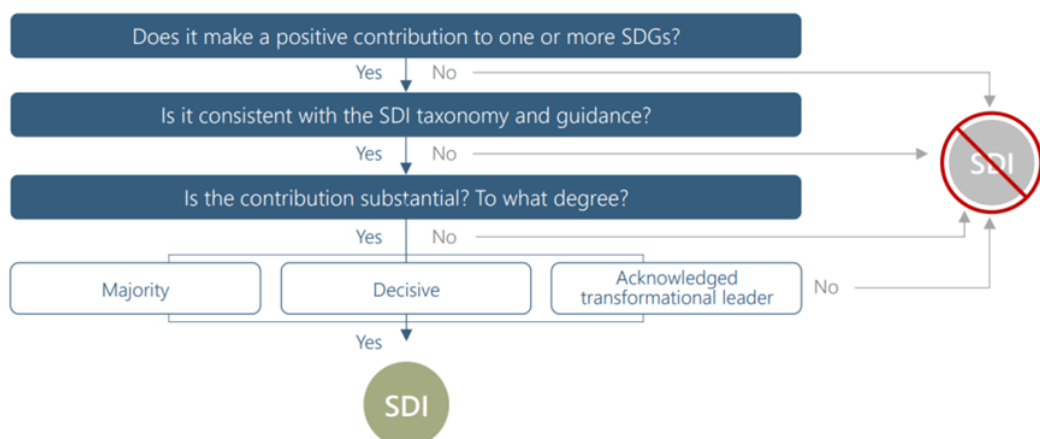 Does it make a positive contribution to one or more SDGs?
Yes No
Is it consistent with the SDI taxonomy and guidance?
Yes No
SDI
Is the contribution substantial? To what degree?
Yes No
Majority
Decisive
Acknowledged
transformational leader
No
Yes
SDI